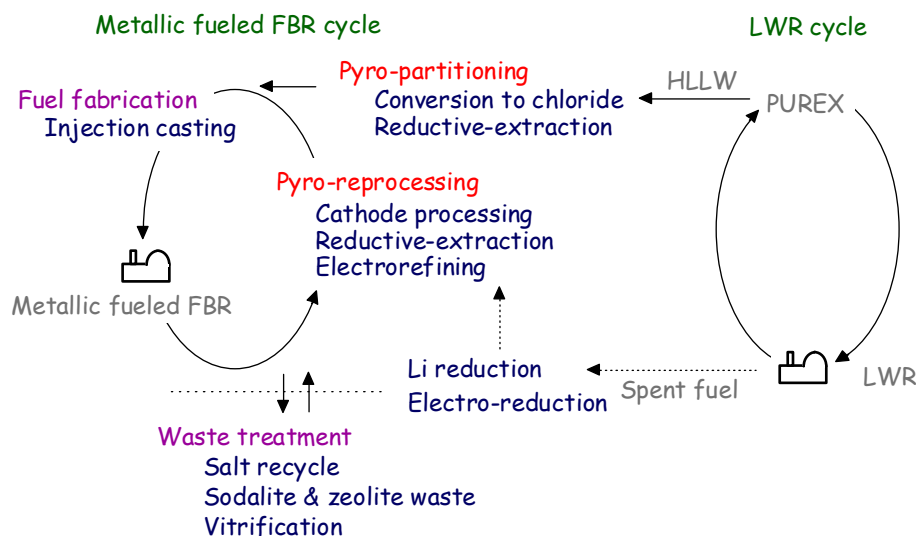 Metallic fueled FBR cycle
LWR cycle
Pyro-partitioning
Conversion to chloride
Reductive-extraction
HLLW
PUREX
Fuel fabrication
Injection casting
Pyro-reprocessing
Cathode processing
Reductive-extraction
Electrorefining
Metallic fueled FBR
Li reduction
Electro-reduction
Spent fuel
LWR
Waste treatment
Salt recycle
Sodalite & zeolite waste
Vitrification